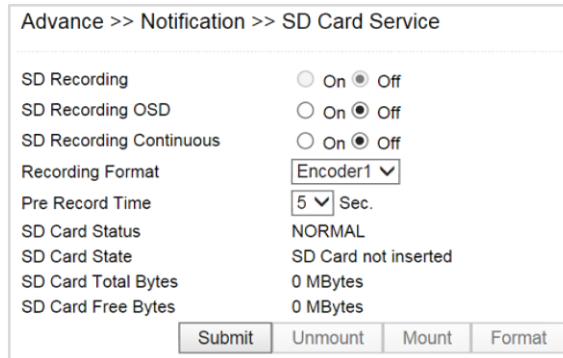 Advance >> Notification >> SD Card Service
SD Recording On Off
SD Recording OSD On Off
SD Recording Continuous On Off
Recording Format Encoder1
Pre Record Time 5 Sec.
SD Card Status NORMAL
SD Card State SD Card not inserted
SD Card Total Bytes 0 MBytes
SD Card Free Bytes 0 MBytes
Submit Unmount Mount Format